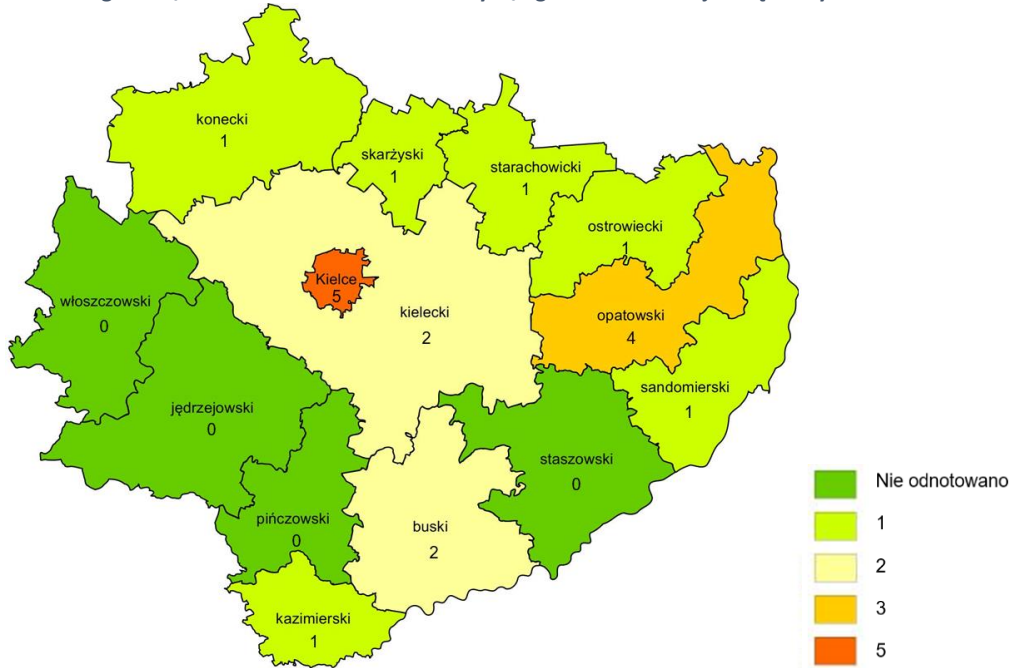 konecki
1
skarżyski
1
starachowicki
1
ostrowiecki
1
Kielce
5
kielecki
2
włoszczowski
0
opatowski
4
sandomierski
1
jędrzejowski
0
staszowski
0
pińczowski
0
buski
2
kazimierski
1
Nie odnotowano
1
2
3
5